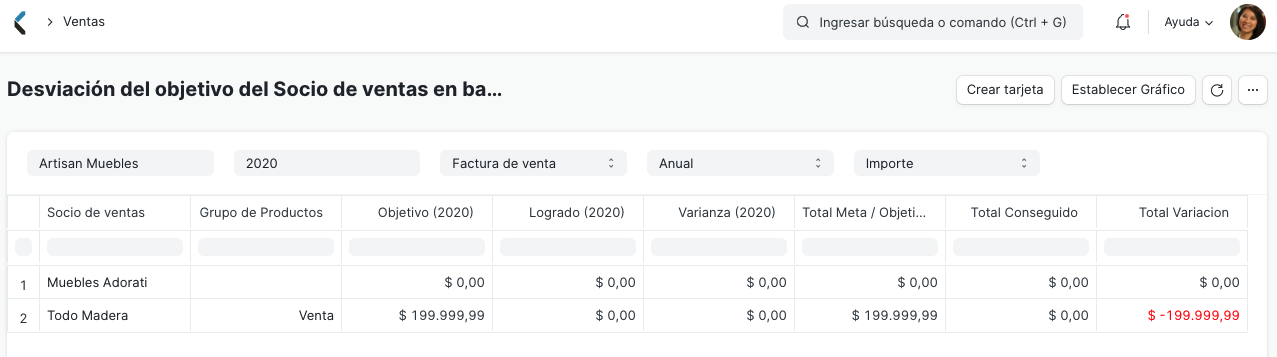 Ventas
Ingresar búsqueda o comando (Ctrl + G)
Ayuda
Desviación del objetivo del Socio de ventas en ba...
Crear tarjeta
Establecer Gráfico
Artisan Muebles 2020 Factura de venta Anual Importe
Socio de ventas Grupo de Productos Objetivo (2020) Logrado (2020) Varianza (2020) Total Meta / Objeti... Total Conseguido Total Variacion
1 Muebles Adorati $ 0,00 $ 0,00 $ 0,00 $ 0,00 $ 0,00 $ 0,00
2 Todo Madera Venta $ 199.999,99 $ 0,00 $ 0,00 $ 199.999,99 $ 0,00 $ -199.999,99